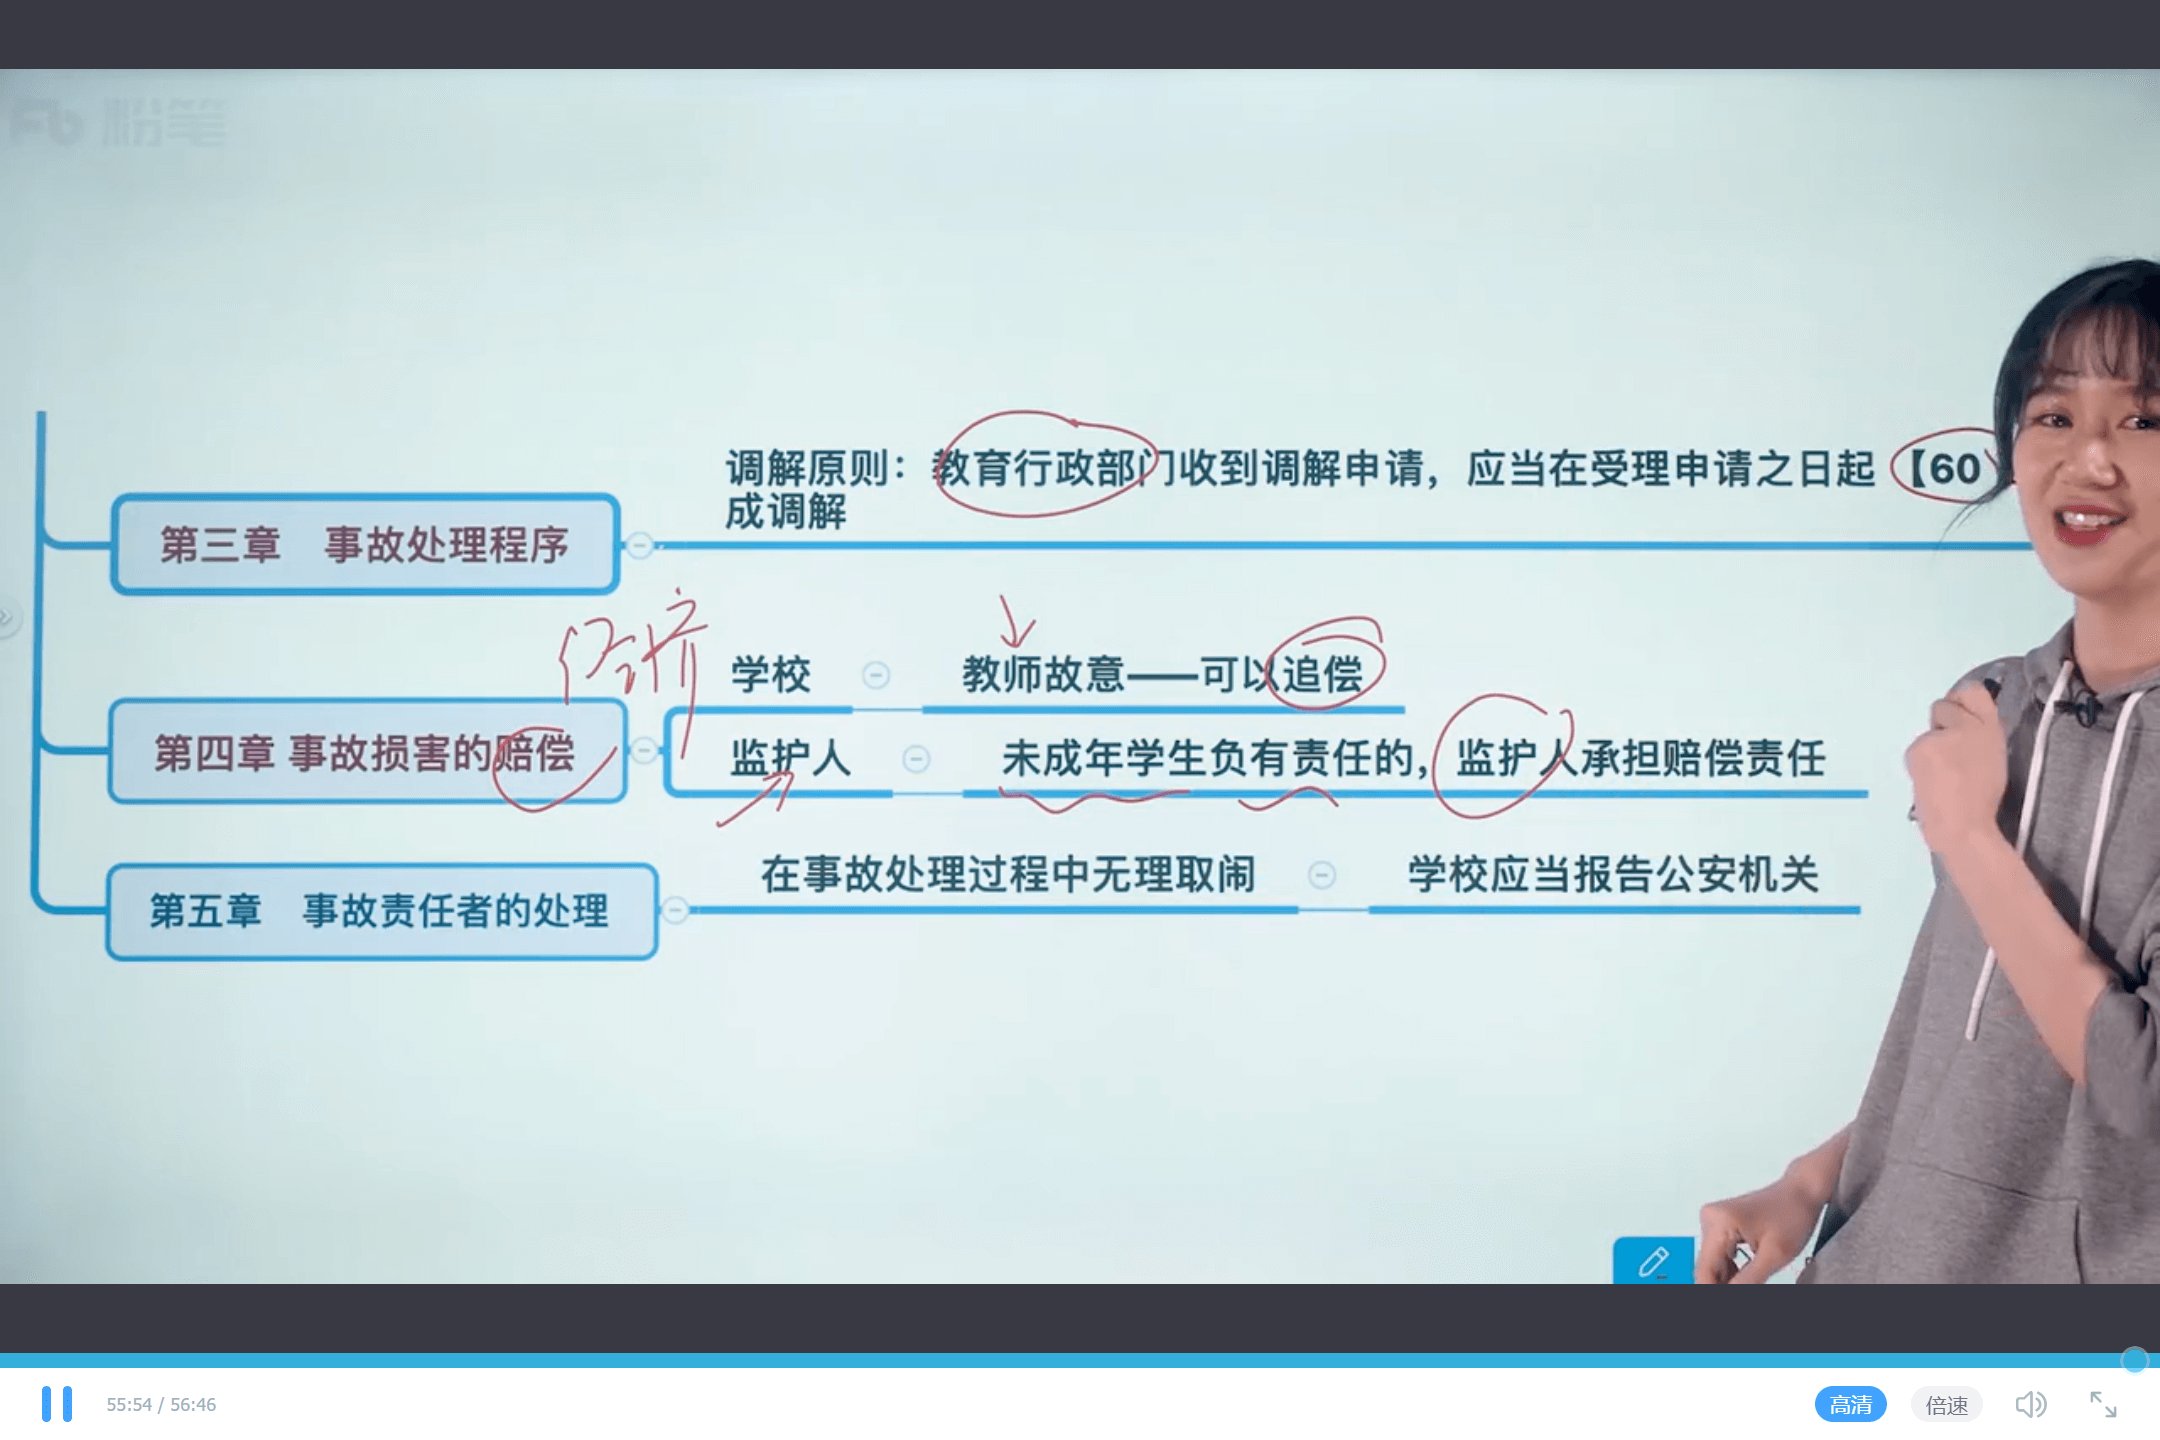 Fb 粉笔
调解原则：教育行政部门收到调解申请，应当在受理申请之日起【60
成调解
第三章 事故处理程序
经济
学校
教师故意——可以追偿
第四章 事故损害的赔偿
监护人
未成年学生负有责任的，监护人承担赔偿责任
在事故处理过程中无理取闹
学校应当报告公安机关
第五章 事故责任者的处理
55:54 / 56:46
高清
倍速